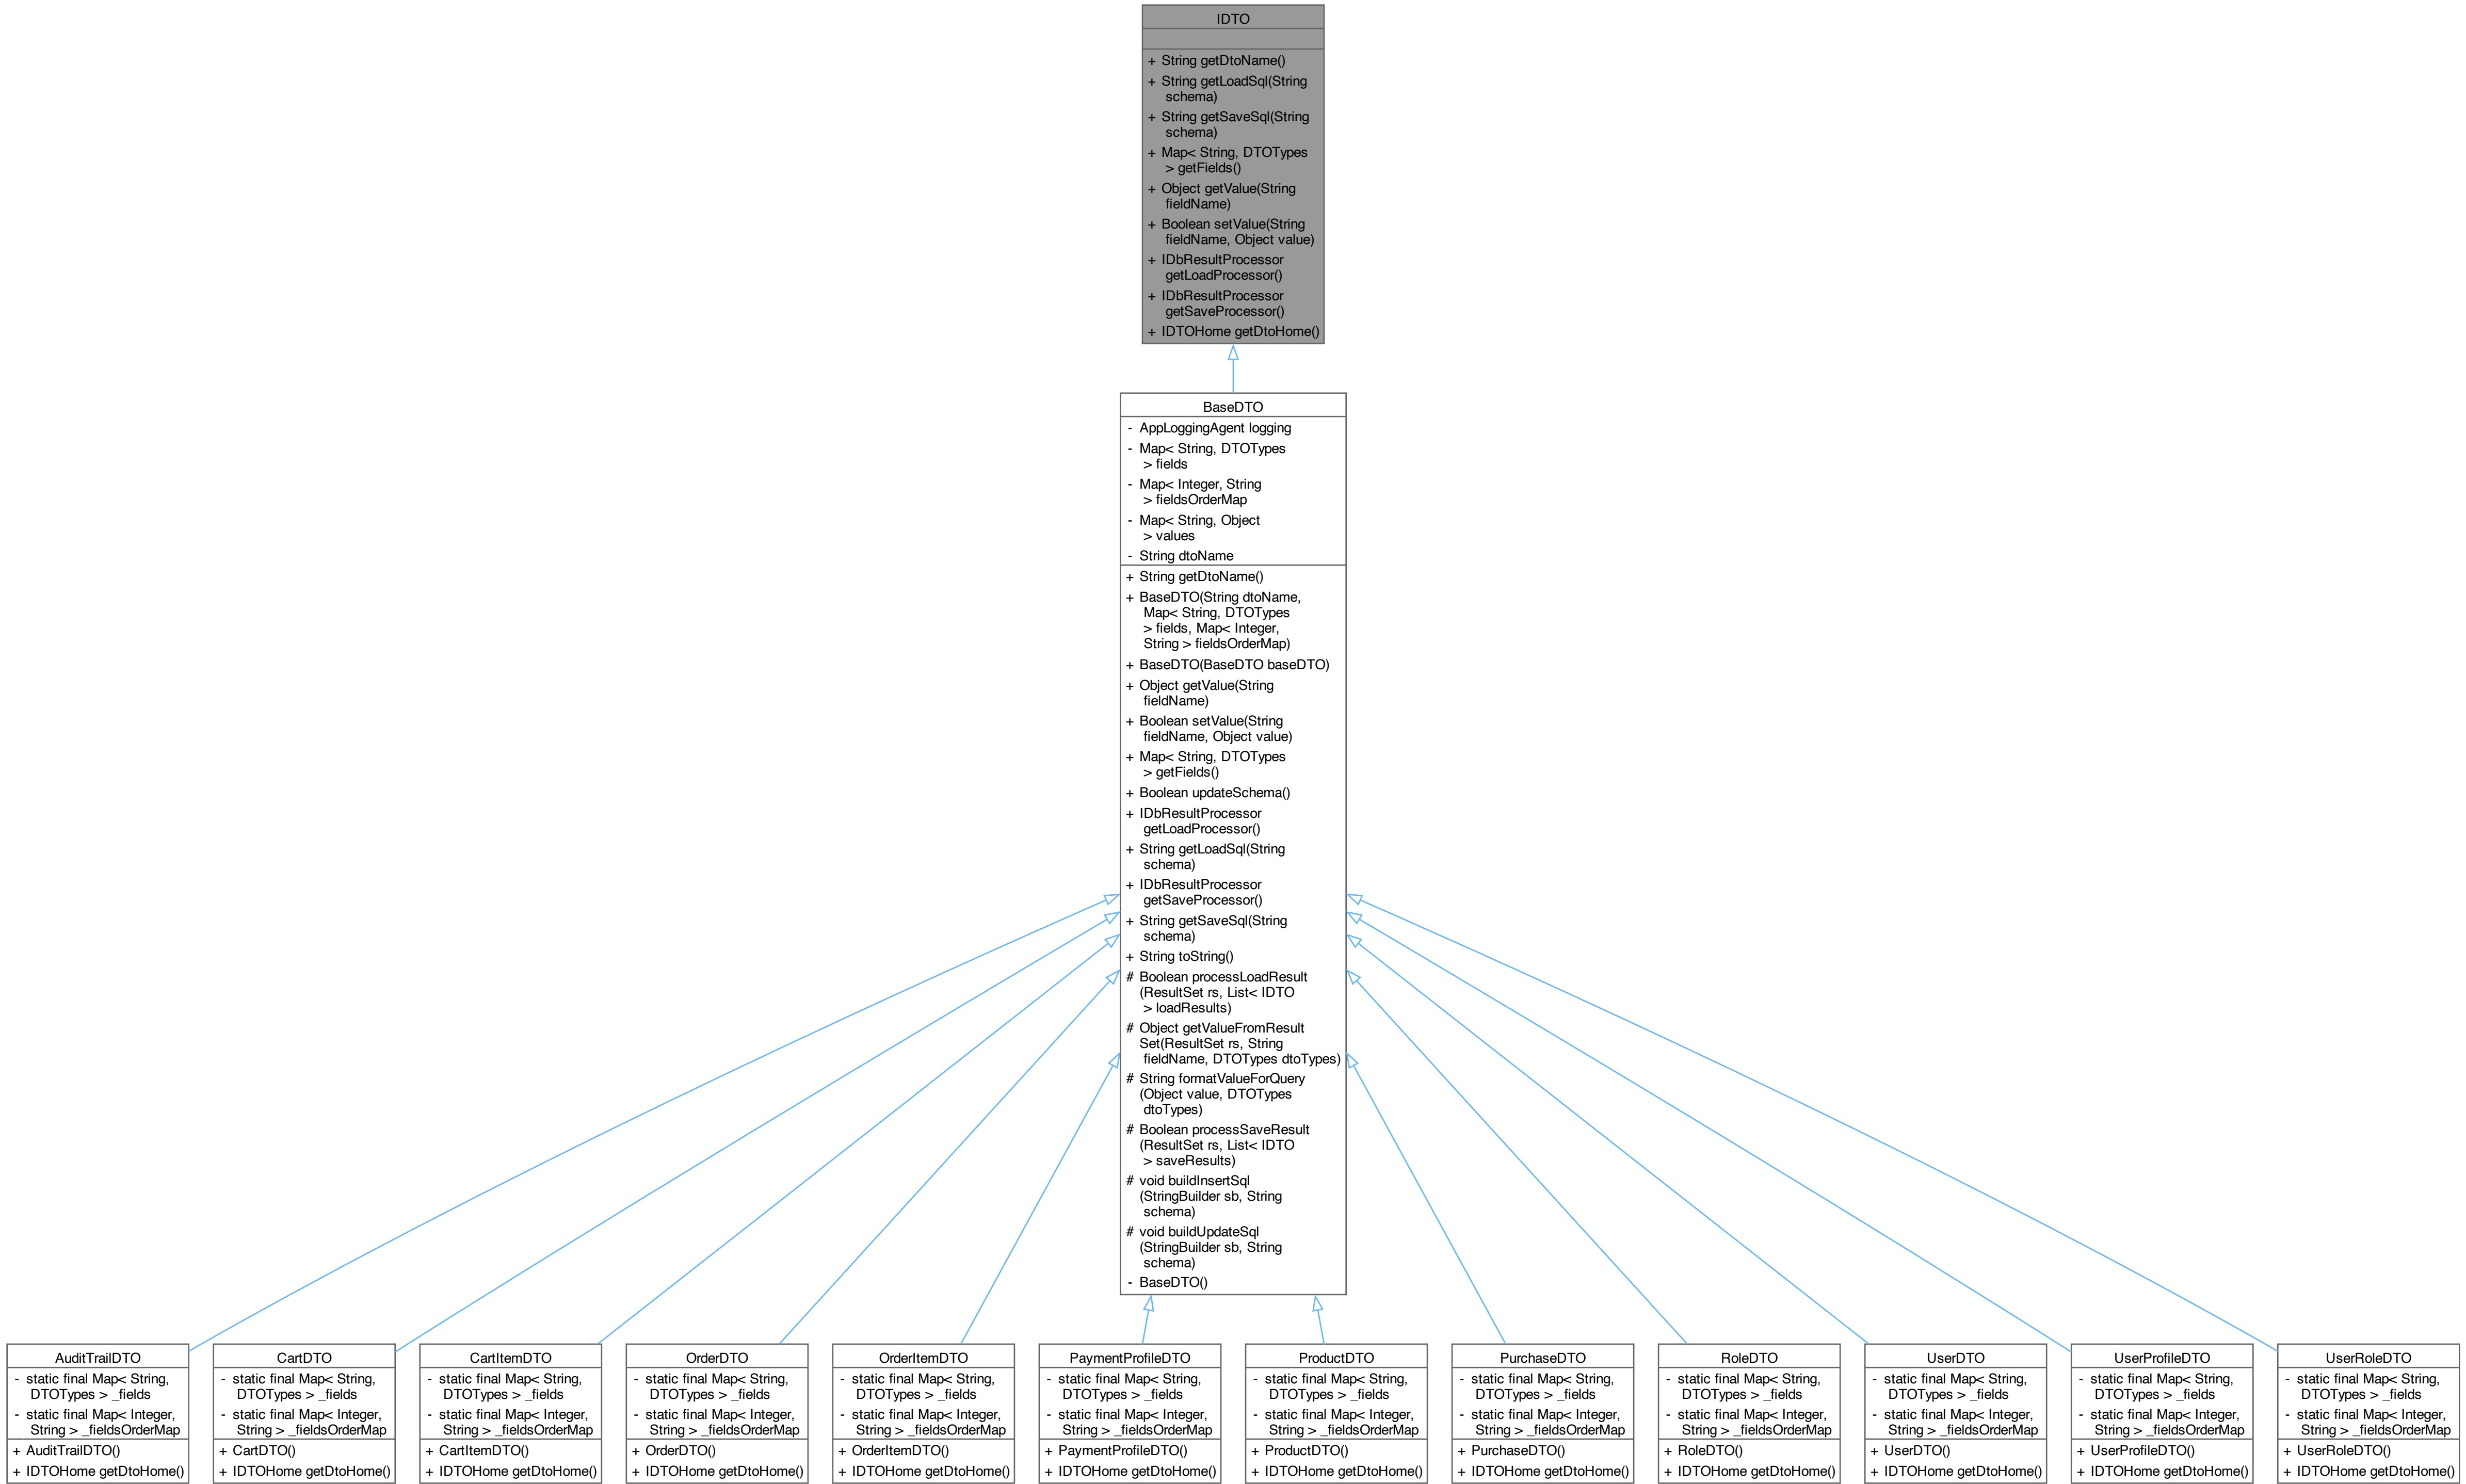 IDTO
+ String getDtoName()
+ String getLoadSql(String
schema)
+ String getSaveSql(String
schema)
+ Map< String, DTOTypes
> getFields()
+ Object getValue(String
fieldName)
+ Boolean setValue(String
fieldName, Object value)
+ IDbResultProcessor
getLoadProcessor()
+ IDbResultProcessor
getSaveProcessor()
+ IDTOHome getDtoHome()
BaseDTO
- AppLoggingAgent logging
- Map< String, DTOTypes
> fields
- Map< Integer, String
> fieldsOrderMap
- Map< String, Object
> values
- String dtoName
+ String getDtoName()
+ BaseDTO(String dtoName,
Map< String, DTOTypes
> fields, Map< Integer,
String > fieldsOrderMap)
+ BaseDTO(BaseDTO baseDTO)
+ Object getValue(String
fieldName)
+ Boolean setValue(String
fieldName, Object value)
+ Map< String, DTOTypes
> getFields()
+ Boolean updateSchema()
+ IDbResultProcessor
getLoadProcessor()
+ String getLoadSql(String
schema)
+ IDbResultProcessor
getSaveProcessor()
+ String getSaveSql(String
schema)
+ String toString()
# Boolean processLoadResult
(ResultSet rs, List< IDTO
> loadResults)
# Object getValueFromResult
Set(ResultSet rs, String
fieldName, DTOTypes dtoTypes)
# String formatValueForQuery
(Object value, DTOTypes
dtoTypes)
# Boolean processSaveResult
(ResultSet rs, List< IDTO
> saveResults)
# void buildInsertSql
(StringBuilder sb, String
schema)
# void buildUpdateSql
(StringBuilder sb, String
schema)
- BaseDTO()
AuditTrailDTO
- static final Map< String,
DTOTypes > _fields
- static final Map< Integer,
String > _fieldsOrderMap
+ AuditTrailDTO()
+ IDTOHome getDtoHome()
CartDTO
- static final Map< String,
DTOTypes > _fields
- static final Map< Integer,
String > _fieldsOrderMap
+ CartDTO()
+ IDTOHome getDtoHome()
CartItemDTO
- static final Map< String,
DTOTypes > _fields
- static final Map< Integer,
String > _fieldsOrderMap
+ CartItemDTO()
+ IDTOHome getDtoHome()
OrderDTO
- static final Map< String,
DTOTypes > _fields
- static final Map< Integer,
String > _fieldsOrderMap
+ OrderDTO()
+ IDTOHome getDtoHome()
OrderItemDTO
- static final Map< String,
DTOTypes > _fields
- static final Map< Integer,
String > _fieldsOrderMap
+ OrderItemDTO()
+ IDTOHome getDtoHome()
PaymentProfileDTO
- static final Map< String,
DTOTypes > _fields
- static final Map< Integer,
String > _fieldsOrderMap
+ PaymentProfileDTO()
+ IDTOHome getDtoHome()
ProductDTO
- static final Map< String,
DTOTypes > _fields
- static final Map< Integer,
String > _fieldsOrderMap
+ ProductDTO()
+ IDTOHome getDtoHome()
PurchaseDTO
- static final Map< String,
DTOTypes > _fields
- static final Map< Integer,
String > _fieldsOrderMap
+ PurchaseDTO()
+ IDTOHome getDtoHome()
RoleDTO
- static final Map< String,
DTOTypes > _fields
- static final Map< Integer,
String > _fieldsOrderMap
+ RoleDTO()
+ IDTOHome getDtoHome()
UserDTO
- static final Map< String,
DTOTypes > _fields
- static final Map< Integer,
String > _fieldsOrderMap
+ UserDTO()
+ IDTOHome getDtoHome()
UserProfileDTO
- static final Map< String,
DTOTypes > _fields
- static final Map< Integer,
String > _fieldsOrderMap
+ UserProfileDTO()
+ IDTOHome getDtoHome()
UserRoleDTO
- static final Map< String,
DTOTypes > _fields
- static final Map< Integer,
String > _fieldsOrderMap
+ UserRoleDTO()
+ IDTOHome getDtoHome()